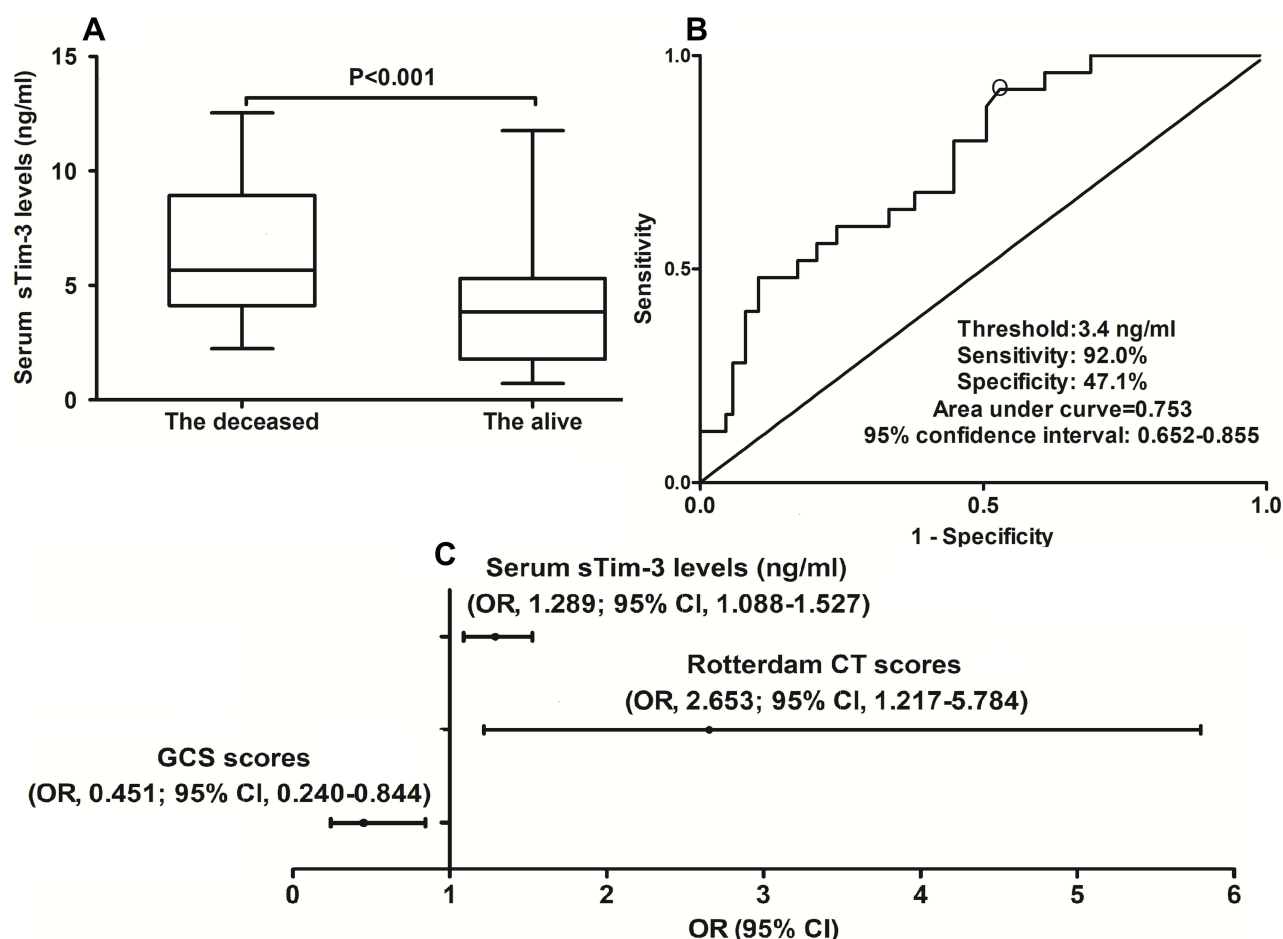 A
Serum sTim-3 levels (ng/ml)
15
10
5
0
P<0.001
The deceased
The alive
B
Sensitivity
1.0
0.5
0.0
Threshold:3.4 ng/ml
Sensitivity: 92.0%
Specificity: 47.1%
Area under curve=0.753
95% confidence interval: 0.652-0.855
0.0
0.5
1.0
1 - Specificity
C
Serum sTim-3 levels (ng/ml)
(OR, 1.289; 95% CI, 1.088-1.527)
Rotterdam CT scores
(OR, 2.653; 95% CI, 1.217-5.784)
GCS scores
(OR, 0.451; 95% CI, 0.240-0.844)
0
1
2
3
4
5
6
OR (95% CI)